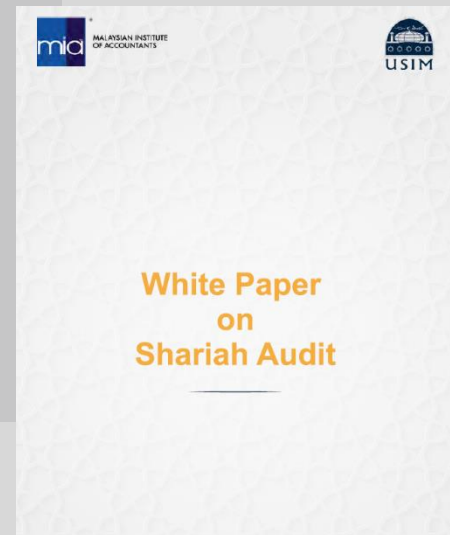 mia
MALAYSIAN INSTITUTE
OF ACCOUNTANTS
USIM
White Paper
on
Shariah Audit